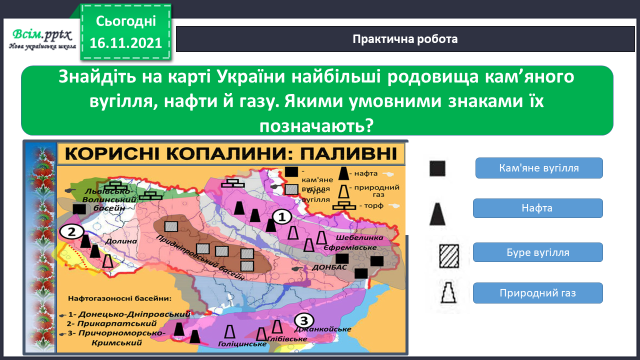 Всім.pptx
Нова українська школа
Сьогодні
16.11.2021
Практична робота
Знайдіть на карті України найбільші родовища кам’яного
вугілля, нафти й газу. Якими умовними знаками їх
позначають?
КОРИСНІ КОПАЛИНИ: ПАЛИВНІ
- кам'яне вугілля
- буре вугілля
- нафта
- природний газ
- торф
Львівсько-
Волинський
басейн
1
2
Долина
Придніпровський басейн
Шебелинка
Єфремівське
ДОНБАС
Нафтогазоносні басейни:
1- Донецько-Дніпровський
2- Прикарпатський
3- Причорноморсько-
Кримський
3
Джанкойське
Глібівське
Голіцинське
Кам'яне вугілля
Нафта
Буре вугілля
Природний газ